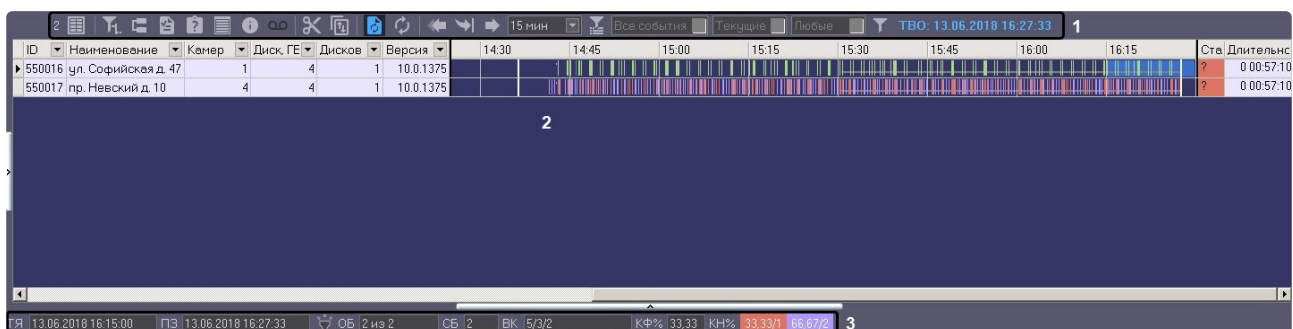 2 15 мин Все события Текущие Любые ТВО: 13.06.2018 16:27:33 1
ID Наименование Камер Диск, ГЕ Дисков Версия 14:30 14:45 15:00 15:15 15:30 15:45 16:00 16:15 Ста Длительнс
550016 ул. Софийская д. 47 1 4 1 10.0.1375 ? 0 00:57:10
550017 пр. Невский д. 10 4 4 1 10.0.1375 ? 0 00:57:10
2
ГЯ 13.06.2018 16:15:00 ПЗ 13.06.2018 16:27:33 ОБ 2 из 2 СБ 2 ВК 5/3/2 КФ% 33,33 КН% 33,33/1 66,67/2 3